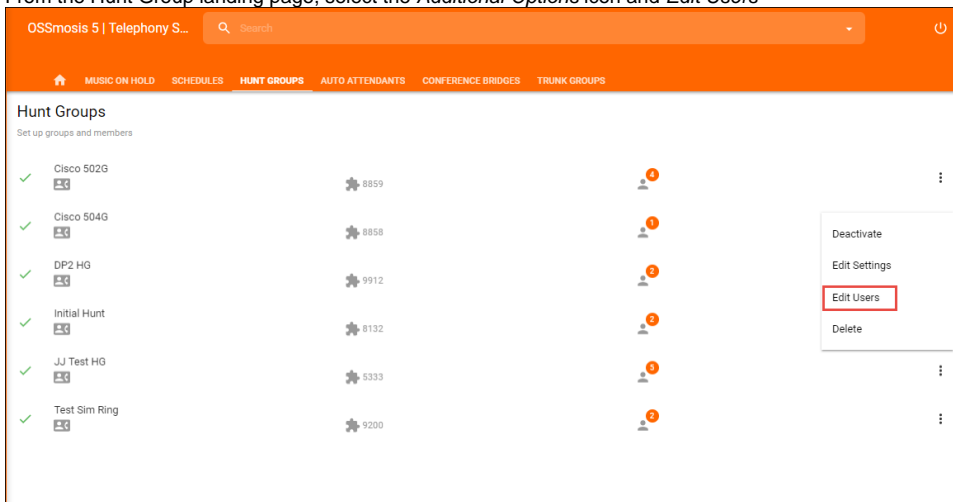 From the Hunt Group landing page, select the Additional Options icon and Edit Users
OSSmosis 5 | Telephony S... Search
MUSIC ON HOLD SCHEDULES HUNT GROUPS AUTO ATTENDANTS CONFERENCE BRIDGES TRUNK GROUPS
Hunt Groups
Set up groups and members
Cisco 502G
8859 4
Cisco 504G
8858 1
Deactivate
DP2 HG
9912 2
Edit Settings
Edit Users
Initial Hunt
8132 2
Delete
JJ Test HG
5333 5
Test Sim Ring
9200 2